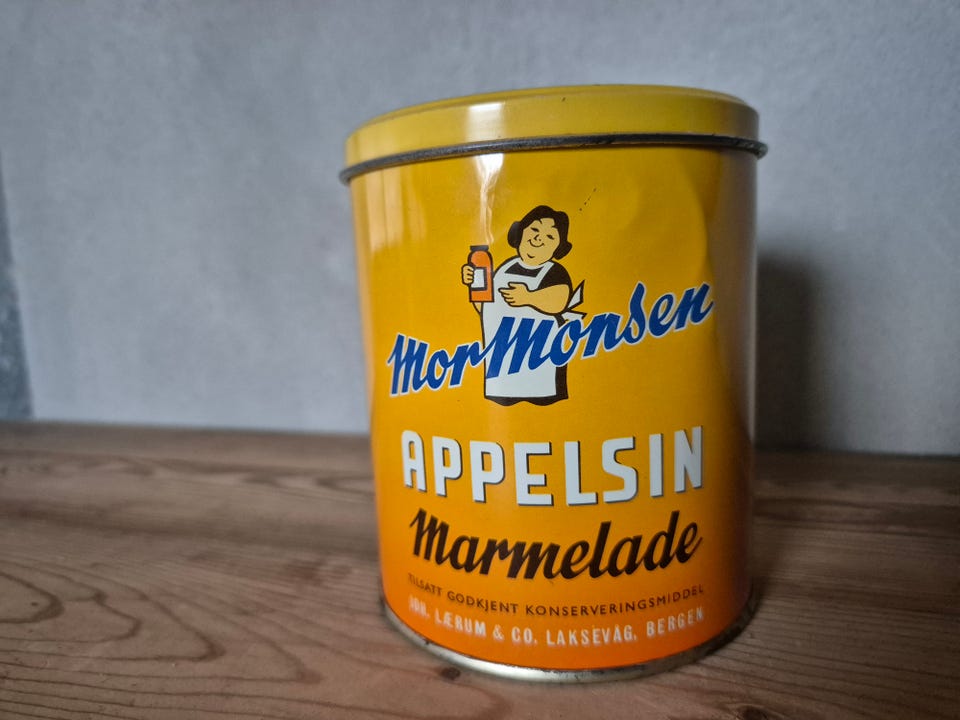 Mor Monsen
APPELSIN
Marmelade
TILSATT GODKJENT KONSERVERINGSMIDDEL
LÆRUM & CO. LAKSEVÅG. BERGEN